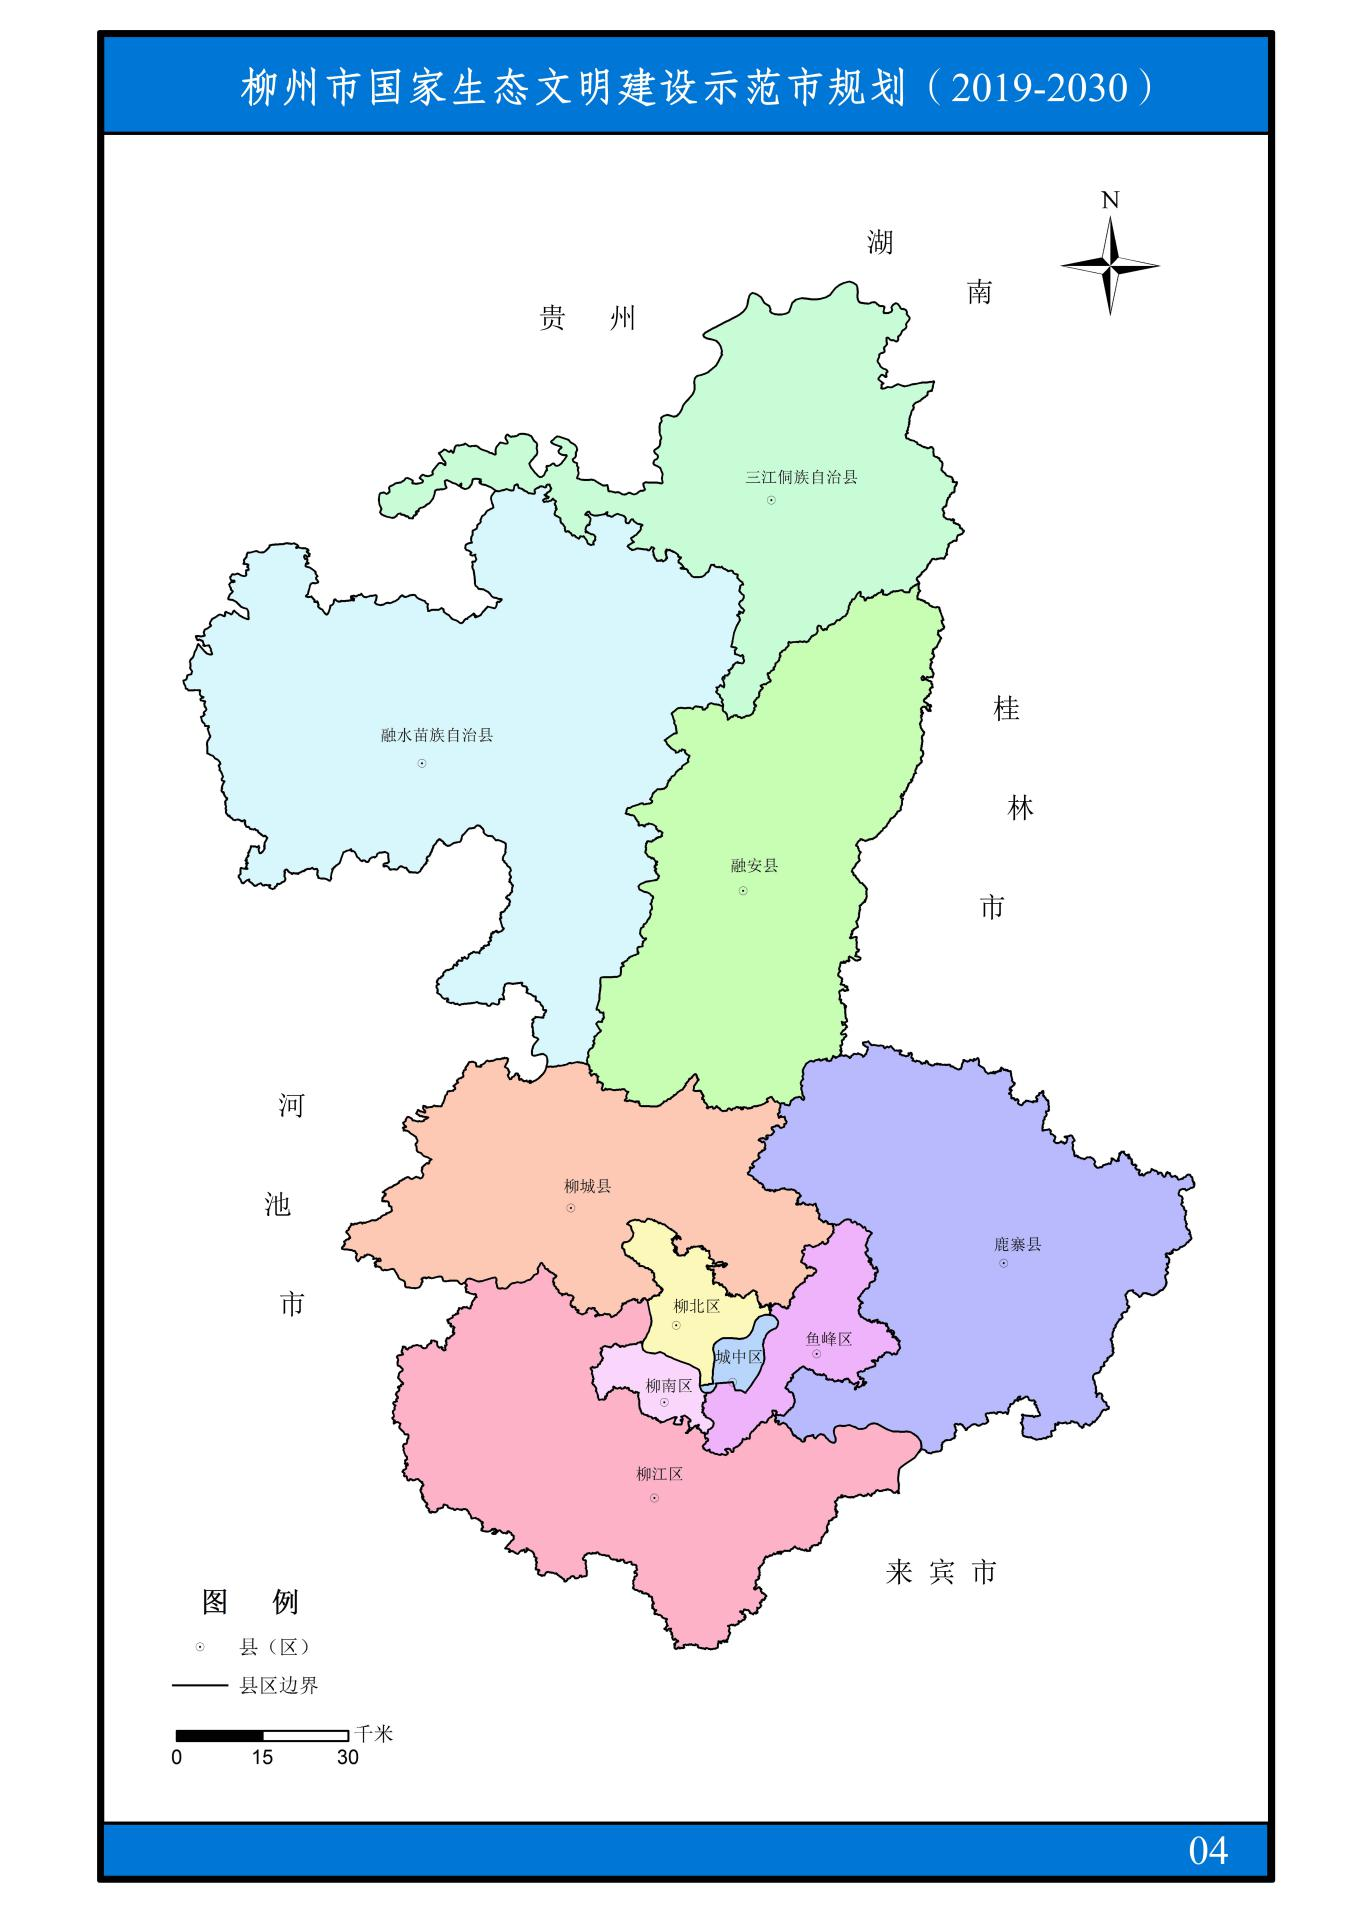 柳州市国家生态文明建设示范市规划（2019-2030）
N
湖
南
贵 州
三江侗族自治县
桂
林
市
融水苗族自治县
融安县
河
池
市
柳城县
鹿寨县
柳北区
鱼峰区
城中区
柳南区
柳江区
来宾市
图 例
县（区）
县区边界
千米
0 15 30
04